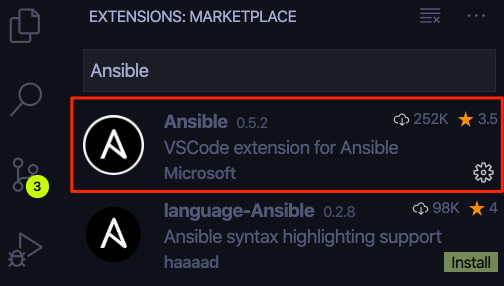 EXTENSIONS: MARKETPLACE
Ansible
Ansible 0.5.2 252K 3.5
VSCode extension for Ansible
Microsoft
3
language-Ansible 0.2.8 98K 4
Ansible syntax highlighting support
haaaad Install